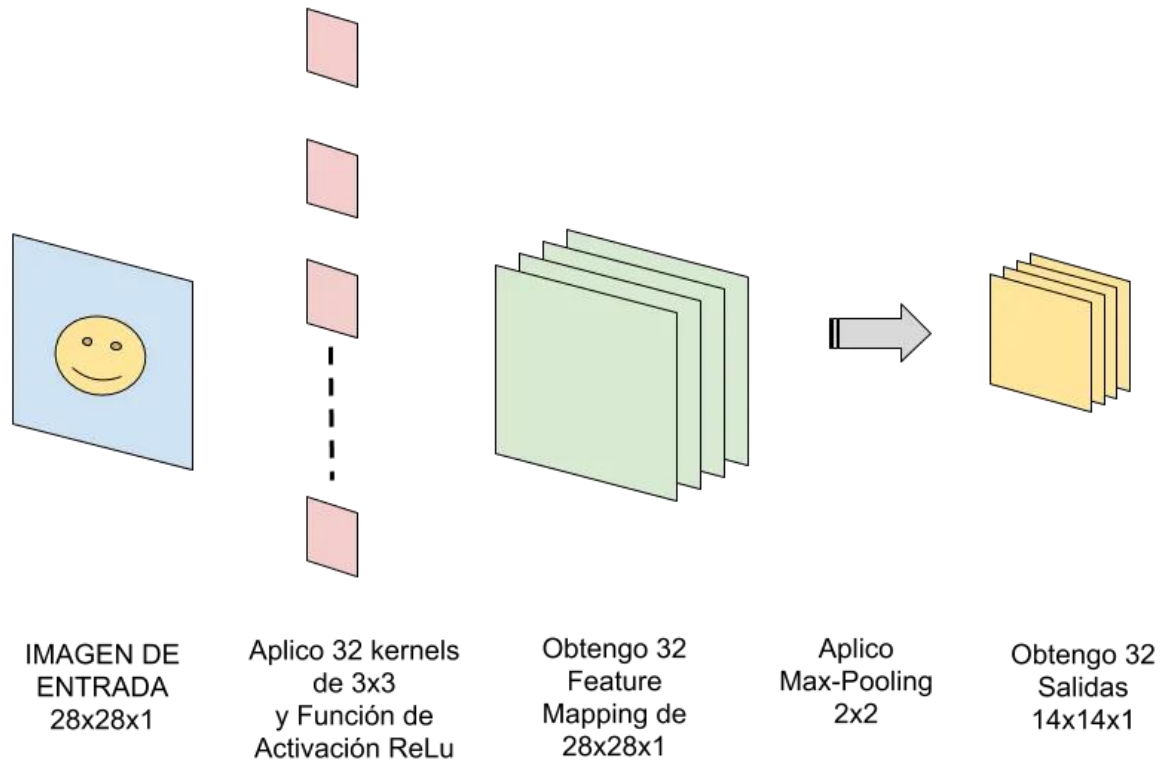 IMAGEN DE
ENTRADA
28x28x1
Aplico 32 kernels
de 3x3
y Función de
Activación ReLu
Obtengo 32
Feature
Mapping de
28x28x1
Aplico
Max-Pooling
2x2
Obtengo 32
Salidas
14x14x1